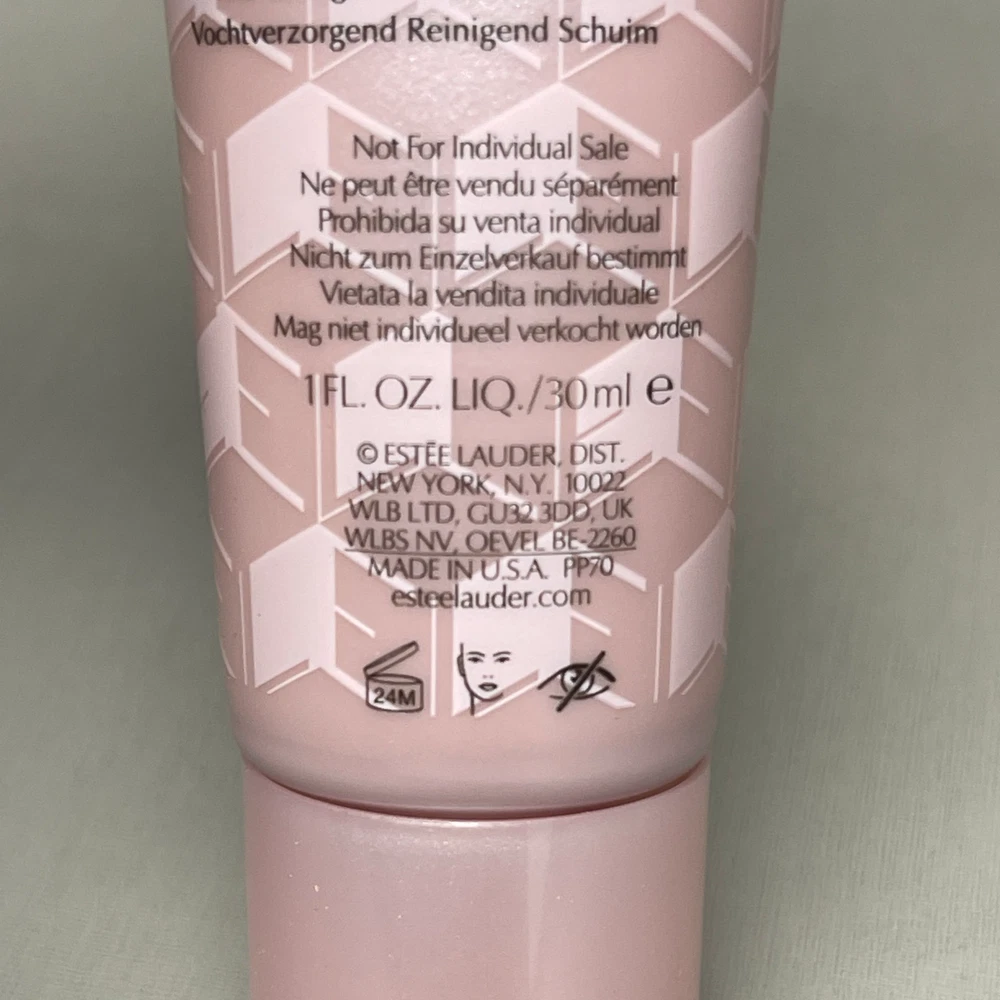 Vochtverzorgend Reinigend Schuim
Not For Individual Sale
Ne peut être vendu séparément
Prohibida su venta individual
Nicht zum Einzelverkauf bestimmt
Vietata la vendita individuale
Mag niet individueel verkocht worden
1 FL. OZ. LIQ./30 ml ℮
© ESTĒE LAUDER, DIST.
NEW YORK, N.Y. 10022
WLB LTD, GU32 3DD, UK
WLBS NV, OEVEL BE-2260
MADE IN U.S.A. PP70
esteelauder.com
24M